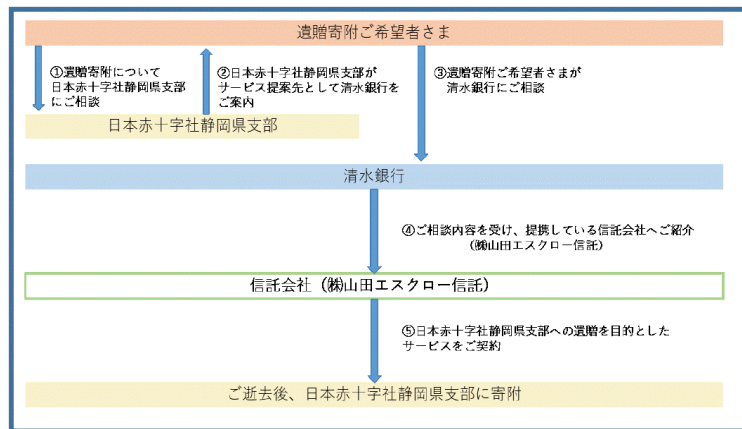 遺贈寄附ご希望者さま
①遺贈寄附について
日本赤十字社静岡県支部
にご相談
②日本赤十字社静岡県支部が
サービス提案先として清水銀行を
ご案内
③遺贈寄附ご希望者さまが
清水銀行にご相談
日本赤十字社静岡県支部
清水銀行
④ご相談内容を受け、提携している信託会社へご紹介
(㈱山田エスクロー信託)
信託会社（㈱山田エスクロー信託）
⑤日本赤十字社静岡県支部への遺贈を目的とした
サービスをご契約
ご逝去後、日本赤十字社静岡県支部に寄附